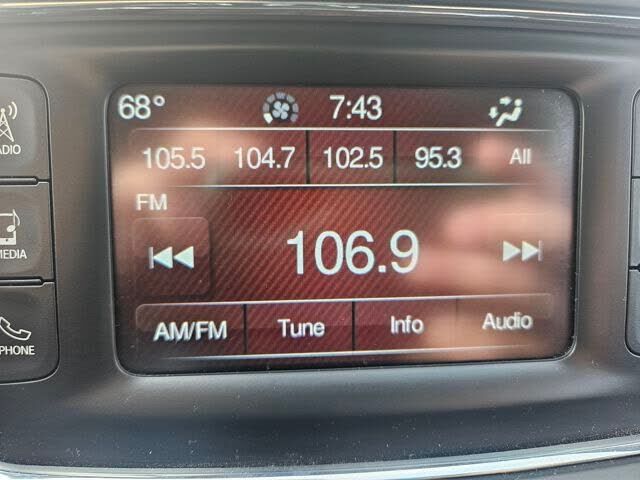 68° 7:43
105.5 104.7 102.5 95.3 All
FM
106.9
AM/FM Tune Info Audio
ADIO
MEDIA
PHONE